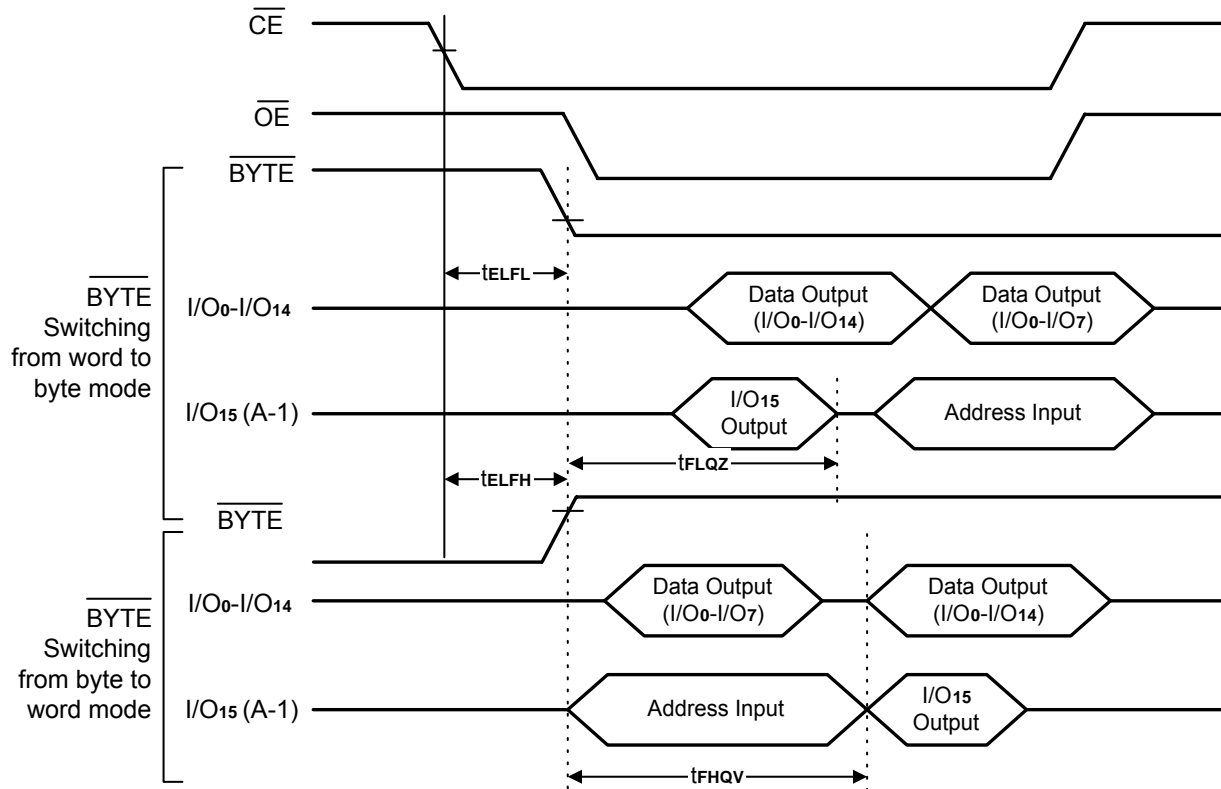 CE
OE
BYTE
BYTE
Switching
from word to
byte mode
tELFL
I/O0-I/O14
Data Output
(I/O0-I/O14)
Data Output
(I/O0-I/O7)
I/O15 (A-1)
I/O15
Output
Address Input
tELFH
tFLQZ
BYTE
BYTE
Switching
from byte to
word mode
I/O0-I/O14
Data Output
(I/O0-I/O7)
Data Output
(I/O0-I/O14)
I/O15 (A-1)
Address Input
I/O15
Output
tFHQV